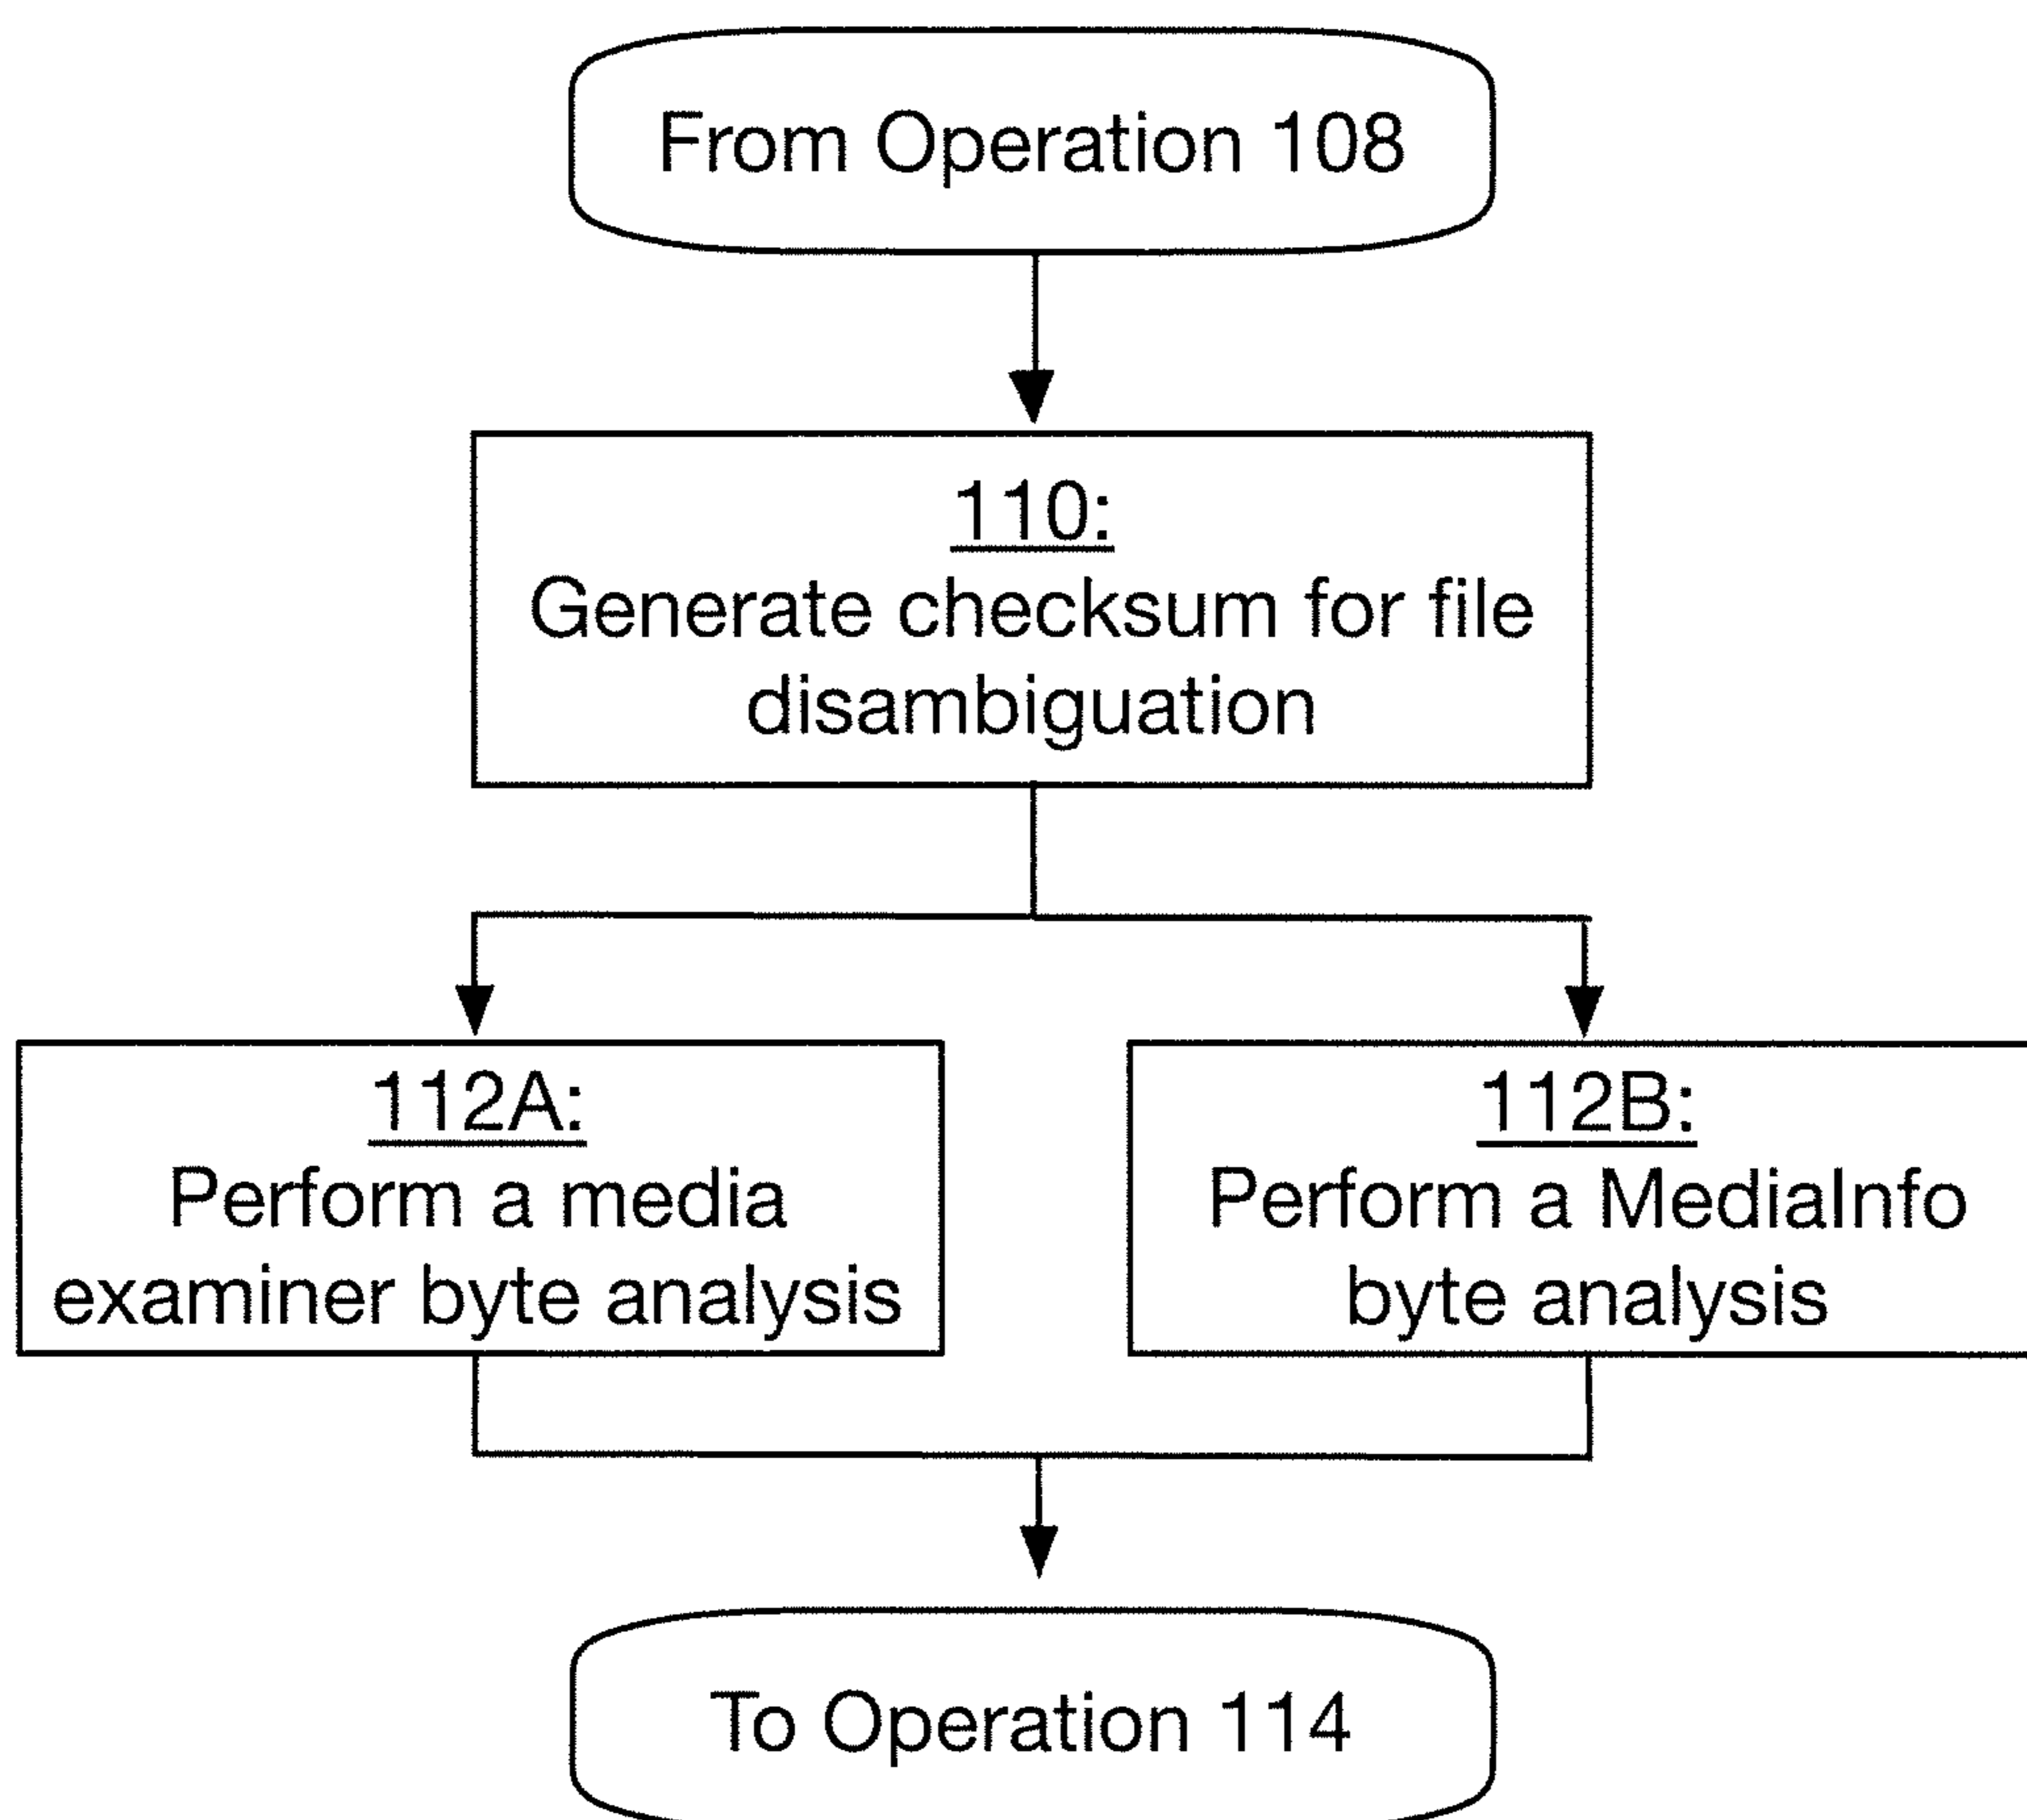 From Operation 108
110:
Generate checksum for file
disambiguation
112A:
Perform a media
examiner byte analysis
112B:
Perform a MediaInfo
byte analysis
To Operation 114